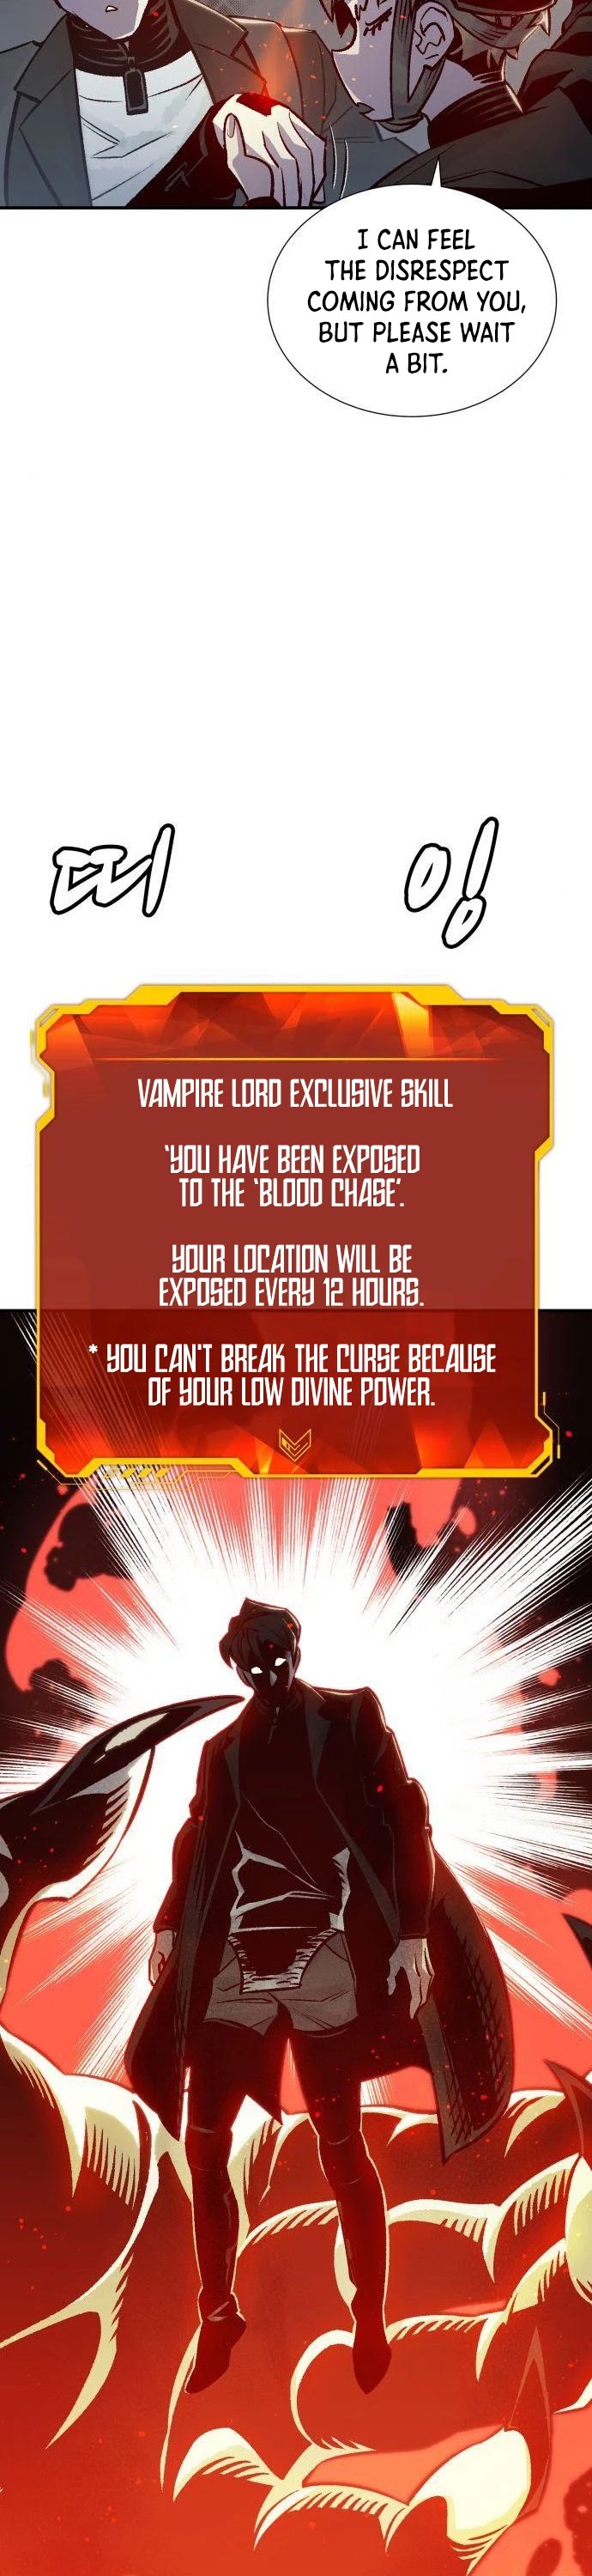 I CAN FEEL
THE DISRESPECT
COMING FROM YOU,
BUT PLEASE WAIT
A BIT.
띠 이!
VAMPIRE LORD EXCLUSIVE SKILL
'YOU HAVE BEEN EXPOSED
TO THE 'BLOOD CHASE'.
YOUR LOCATION WILL BE
EXPOSED EVERY 12 HOURS.
* YOU CAN'T BREAK THE CURSE BECAUSE
OF YOUR LOW DIVINE POWER.